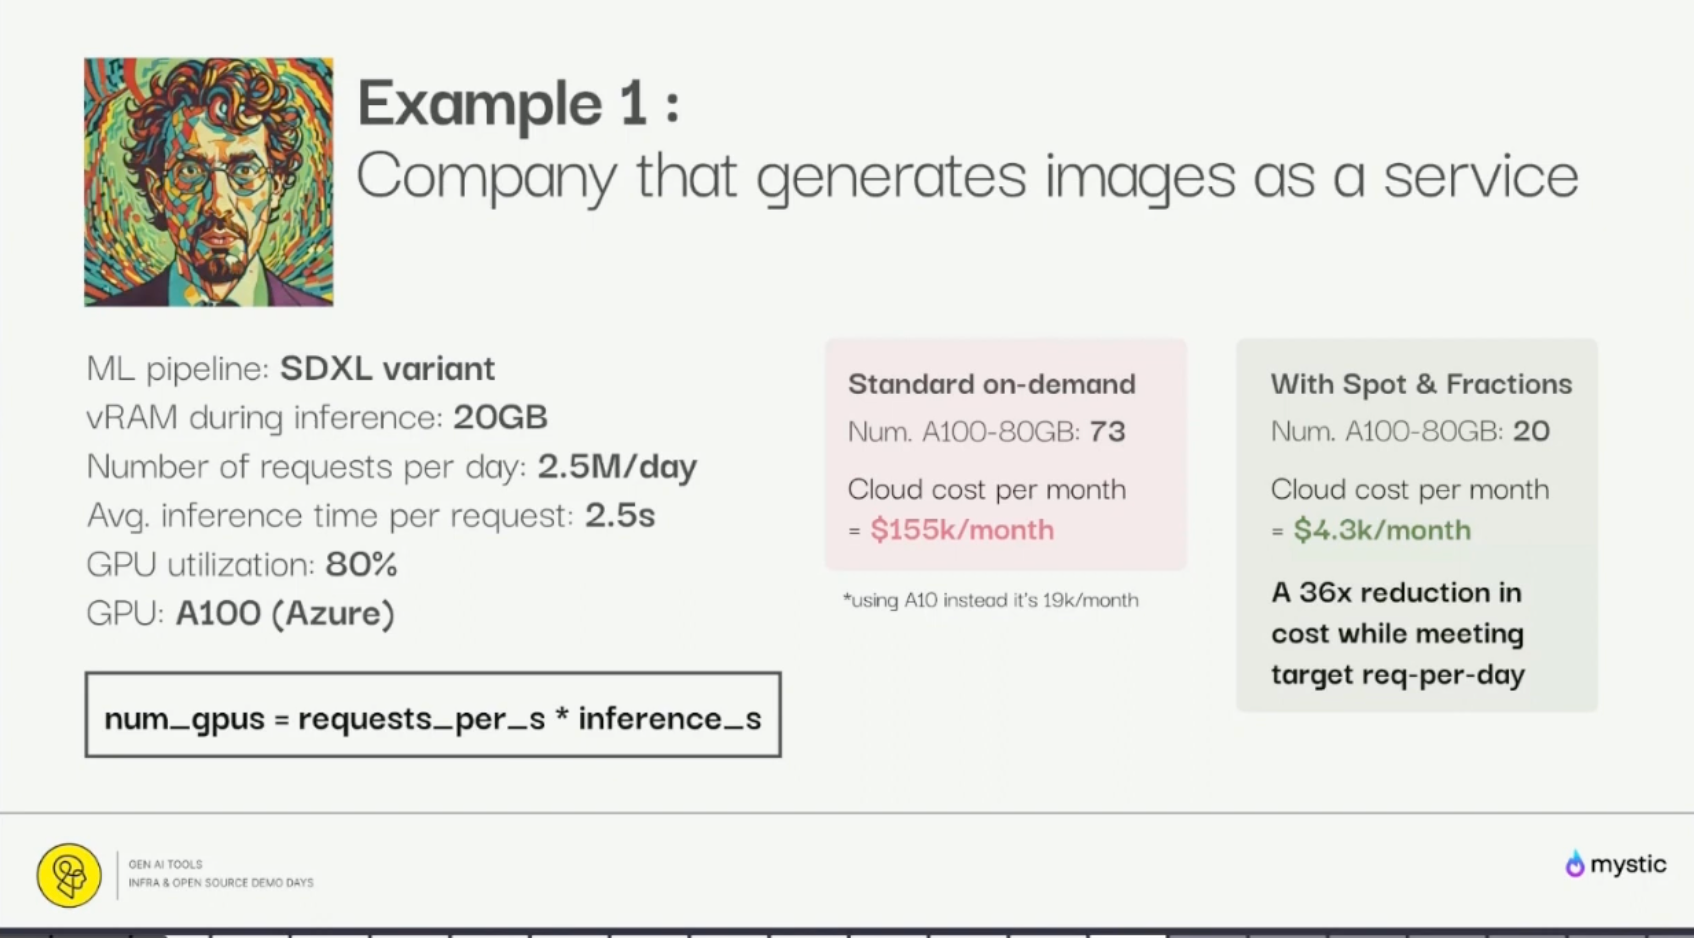 Example 1 :
Company that generates images as a service
ML pipeline: SDXL variant
vRAM during inference: 20GB
Number of requests per day: 2.5M/day
Avg. inference time per request: 2.5s
GPU utilization: 80%
GPU: A100 (Azure)
num_gpus = requests_per_s * inference_s
Standard on-demand
Num. A100-80GB: 73
Cloud cost per month
= $155k/month
*using A10 instead it's 19k/month
With Spot & Fractions
Num. A100-80GB: 20
Cloud cost per month
= $4.3k/month
A 36x reduction in
cost while meeting
target req-per-day
GEN AI TOOLS
INFRA & OPEN SOURCE DEMO DAYS
mystic